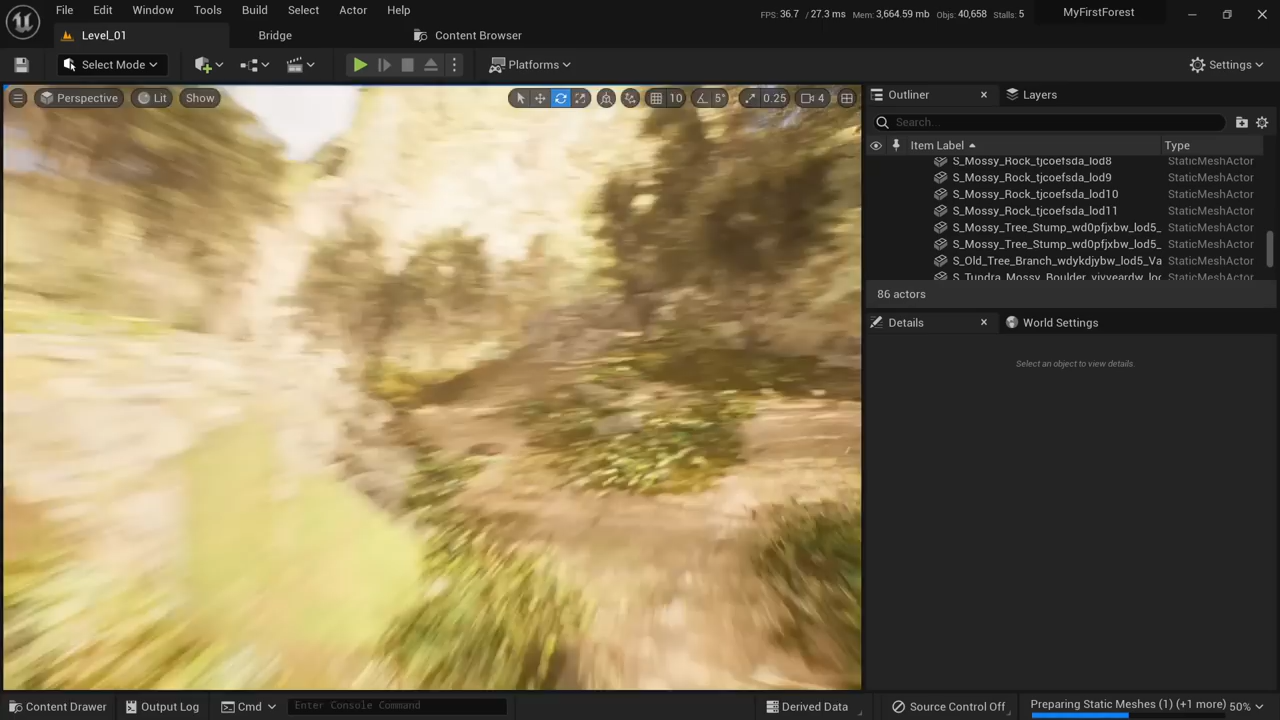 File Edit Window Tools Build Select Actor Help
FPS: 36.7 / 27.3 ms Mem: 3,664.59 mb Objs: 40,658 Stalls: 5
MyFirstForest
Level_01
Bridge
Content Browser
Select Mode
Platforms
Settings
Perspective
Lit
Show
10
5°
0.25
4
Outliner
Layers
Search...
Item Label
Type
S_Mossy_Rock_tjcoefsda_lod8 StaticMeshActor
S_Mossy_Rock_tjcoefsda_lod9 StaticMeshActor
S_Mossy_Rock_tjcoefsda_lod10 StaticMeshActor
S_Mossy_Rock_tjcoefsda_lod11 StaticMeshActor
S_Mossy_Tree_Stump_wd0pfjxbw_lod5_ StaticMeshActor
S_Mossy_Tree_Stump_wd0pfjxbw_lod5_ StaticMeshActor
S_Old_Tree_Branch_wdykdjybw_lod5_Va StaticMeshActor
StaticMeshActor
86 actors
Details
World Settings
Select an object to view details.
Content Drawer
Output Log
Cmd
Enter Console Command
Derived Data
Source Control Off
Preparing Static Meshes (1) (+1 more) 50%